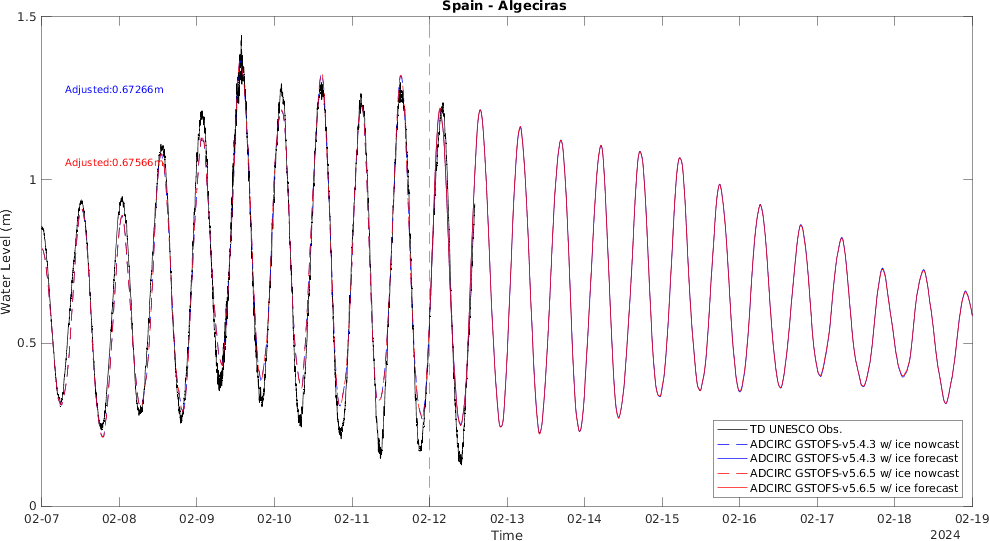 Spain - Algeciras
1.5
Adjusted:0.67266m
Adjusted:0.67566m
1
Water Level (m)
0.5
TD UNESCO Obs.
ADCIRC GSTOFS-v5.4.3 w/ ice nowcast
ADCIRC GSTOFS-v5.4.3 w/ ice forecast
ADCIRC GSTOFS-v5.6.5 w/ ice nowcast
ADCIRC GSTOFS-v5.6.5 w/ ice forecast
0
02-07 02-08 02-09 02-10 02-11 02-12 02-13 02-14 02-15 02-16 02-17 02-18 02-19
Time
2024